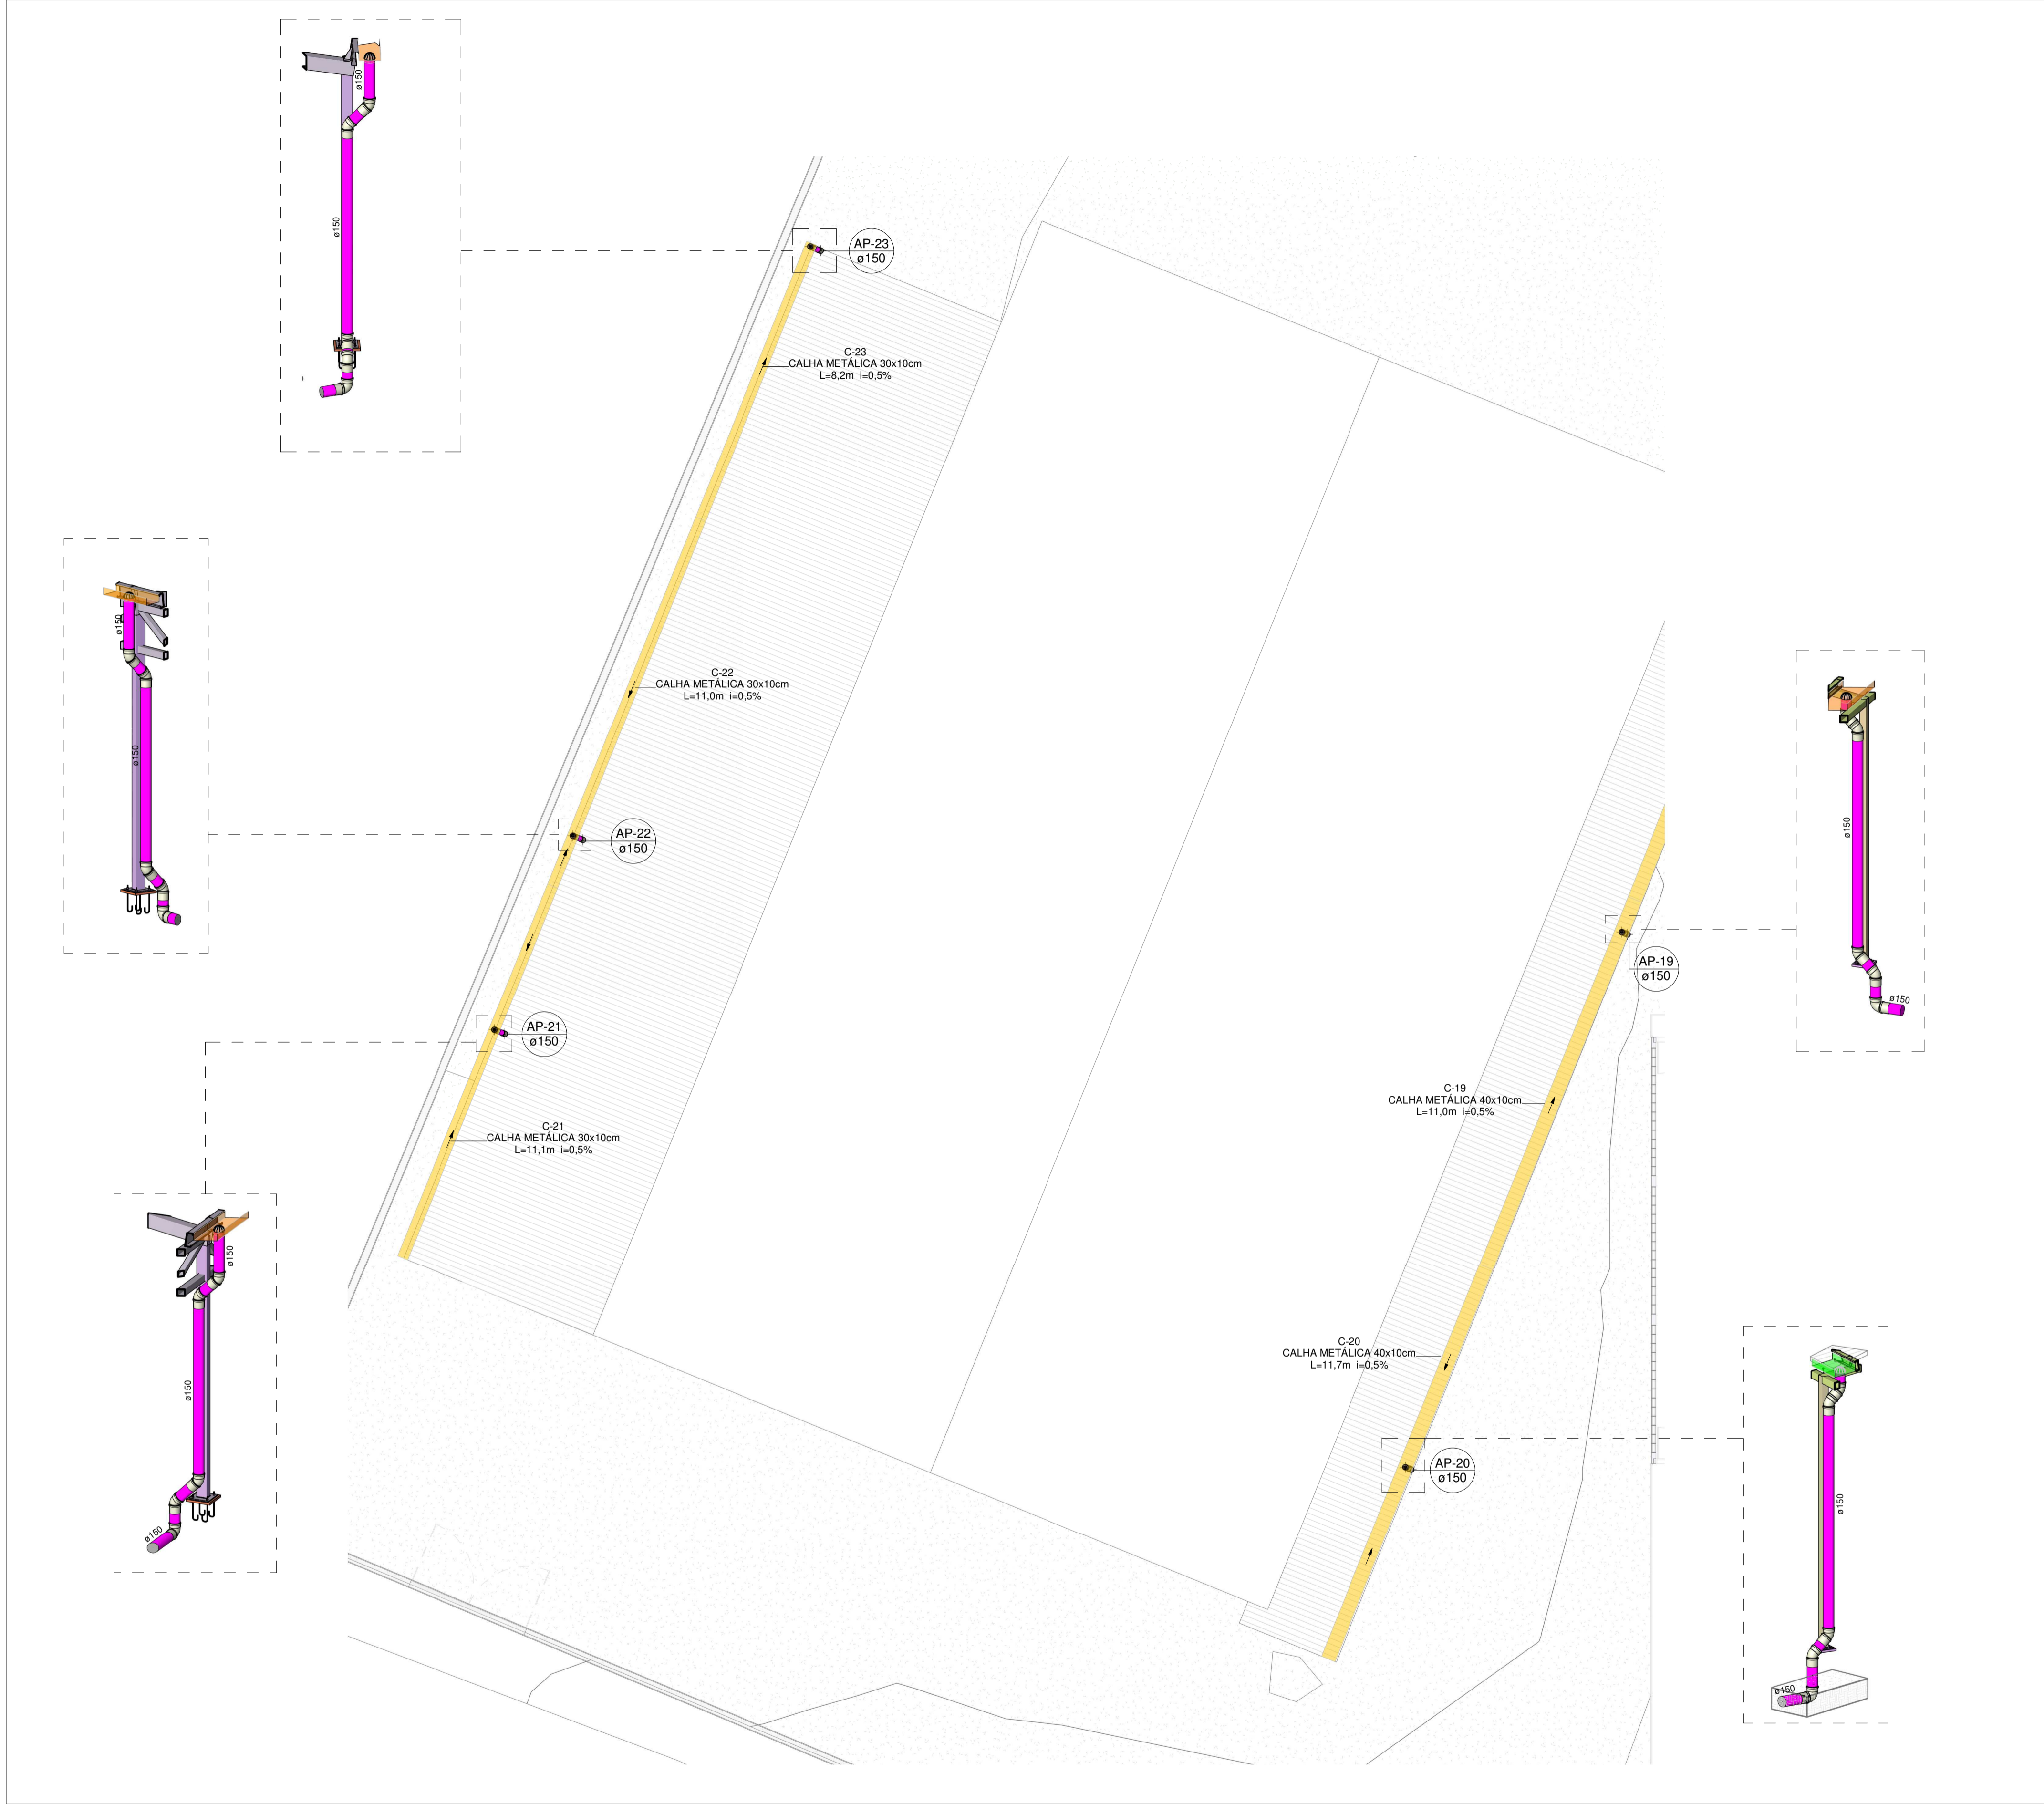 ø150
ø150
AP-23
ø150
C-23
CALHA METÁLICA 30x10cm
L=8,2m i=0,5%
ø150
ø150
C-22
CALHA METÁLICA 30x10cm
L=11,0m i=0,5%
AP-22
ø150
ø150
AP-19
ø150
ø150
AP-21
ø150
C-19
CALHA METÁLICA 40x10cm
L=11,0m i=0,5%
C-21
CALHA METÁLICA 30x10cm
L=11,1m i=0,5%
ø150
ø150
ø150
C-20
CALHA METÁLICA 40x10cm
L=11,7m i=0,5%
AP-20
ø150
ø150
ø150